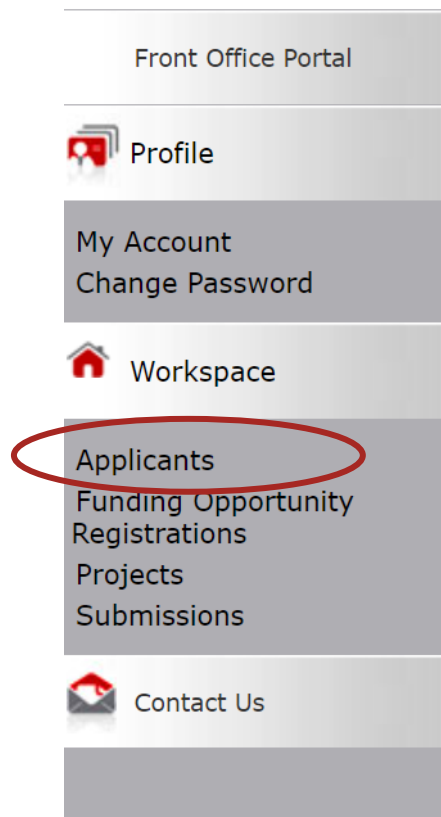 Front Office Portal
Profile
My Account
Change Password
Workspace
Applicants
Funding Opportunity
Registrations
Projects
Submissions
Contact Us